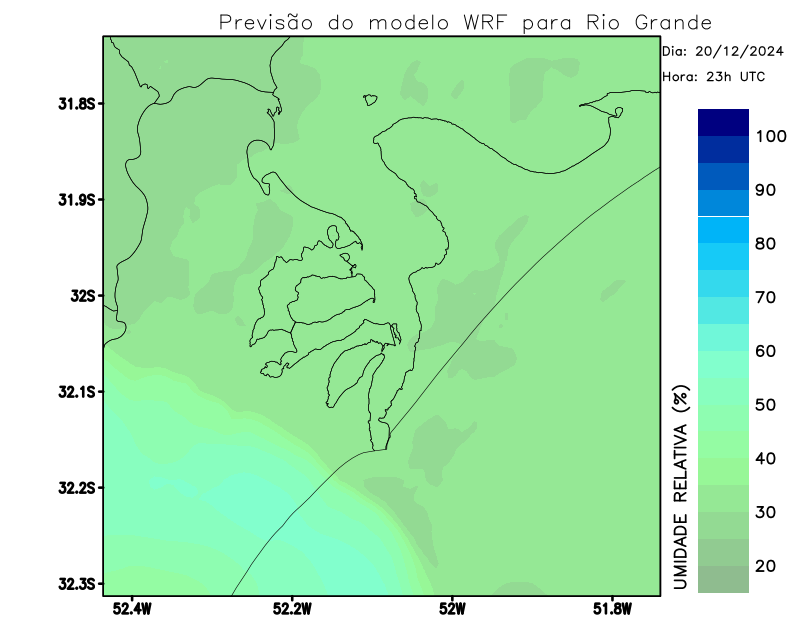 Previsão do modelo WRF para Rio Grande
Dia: 20/12/2024
Hora: 23h UTC
31.8S
31.9S
32S
32.1S
32.2S
32.3S
52.4W
52.2W
52W
51.8W
100
90
80
70
60
50
40
30
20
UMIDADE RELATIVA (%)